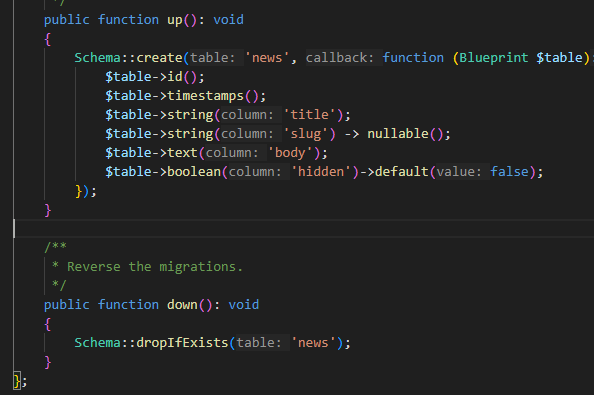 */
public function up(): void
{
Schema::create(table: 'news', callback: function (Blueprint $table)
$table->id();
$table->timestamps();
$table->string(column: 'title');
$table->string(column: 'slug') -> nullable();
$table->text(column: 'body');
$table->boolean(column: 'hidden')->default(value: false);
});
}
/**
* Reverse the migrations.
*/
public function down(): void
{
Schema::dropIfExists(table: 'news');
}
};